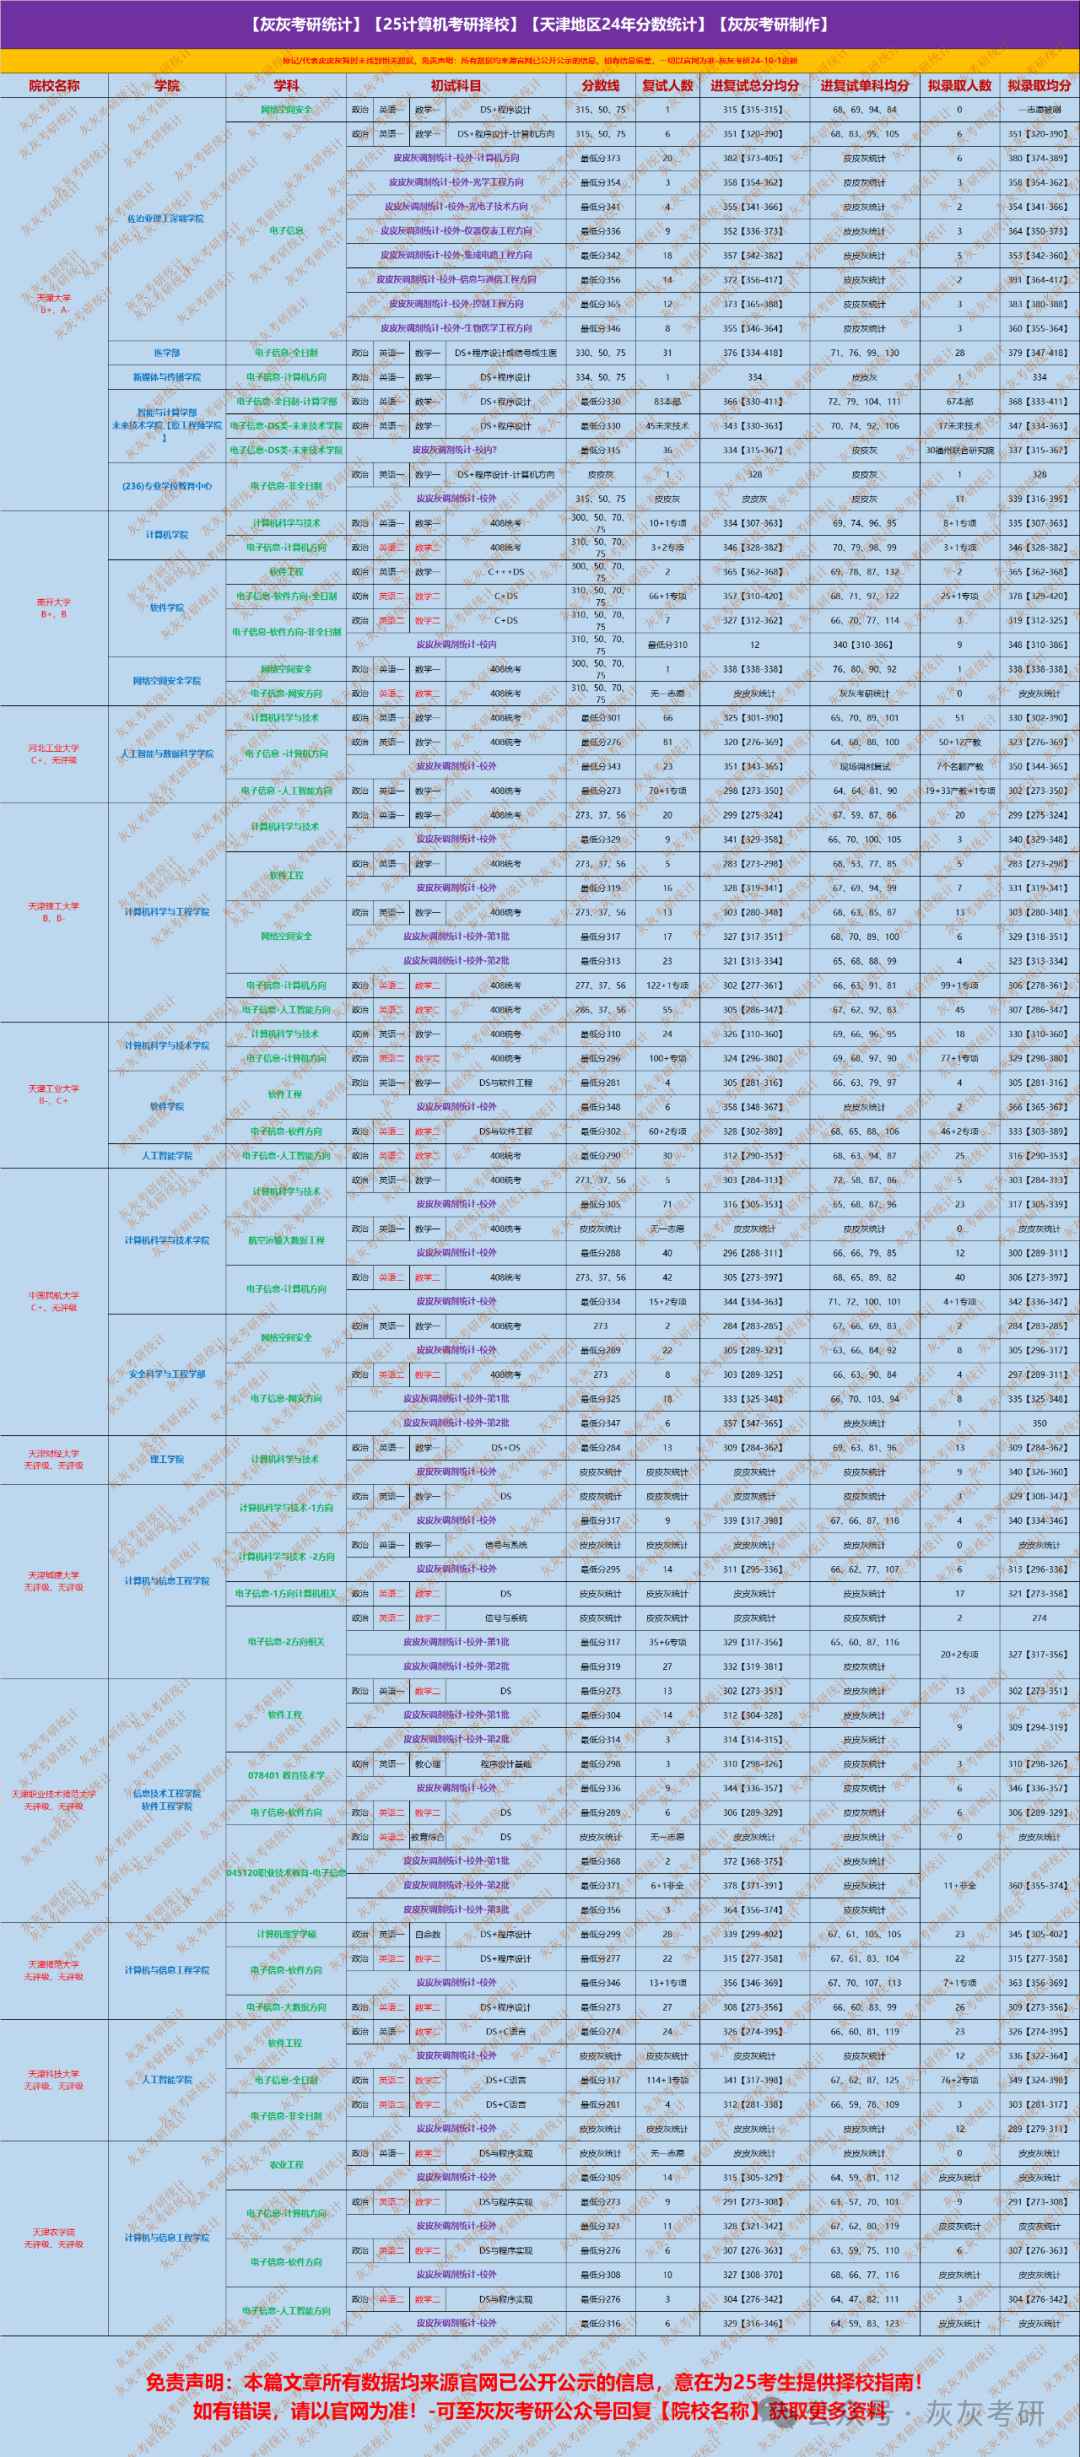 【灰灰考研统计】【25计算机考研择校】【天津地区24年分数统计】【灰灰考研制作】
标记/代表皮皮灰暂时未找到相关数据，免责声明：所有数据均来源官网已公开公示的信息，如有信息偏差，一切以官网为准-灰灰考研24-10-1更新
院校名称 学院 学科 初试科目 分数线 复试人数 进复试总分均分 进复试单科均分 拟录取人数 拟录取均分
天津大学 B+、A- 佐治亚理工深圳学院 网络空间安全 政治 英语一 数学一 DS+程序设计 315、50、75 1 315【315-315】 68、69、94、84 0 一志愿被刷
电子信息 政治 英语一 数学一 DS+程序设计-计算机方向 315、50、75 6 351【320-390】 68、83、95、105 6 351【320-390】
皮皮灰调剂统计-校外-计算机方向 最低分373 20 382【373-405】 皮皮灰统计 6 380【374-389】
皮皮灰调剂统计-校外-光学工程方向 最低分354 3 358【354-362】 皮皮灰统计 3 358【354-362】
皮皮灰调剂统计-校外-光电子技术方向 最低分341 4 355【341-366】 皮皮灰统计 2 354【341-366】
皮皮灰调剂统计-校外-仪器仪表工程方向 最低分336 9 352【336-373】 皮皮灰统计 3 364【350-373】
皮皮灰调剂统计-校外-集成电路工程方向 最低分342 18 357【342-382】 皮皮灰统计 5 353【342-360】
皮皮灰调剂统计-校外-信息与通信工程方向 最低分356 14 372【356-417】 皮皮灰统计 2 391【364-417】
皮皮灰调剂统计-校外-控制工程方向 最低分365 12 373【365-388】 皮皮灰统计 3 383【380-388】
皮皮灰调剂统计-校外-生物医学工程方向 最低分346 8 355【346-364】 皮皮灰统计 3 360【355-364】
医学部 电子信息-全日制 政治 英语一 数学一 DS+程序设计或信号或生医 330、50、75 31 376【334-418】 71、76、99、130 28 379【347-418】
新媒体与传播学院 电子信息-计算机方向 政治 英语一 数学一 DS+程序设计 334、50、75 1 334 皮皮灰 1 334
智能与计算学部 未来技术学院【原工程师学院】 电子信息-全日制-计算学部 政治 英语一 数学一 DS+程序设计 最低分330 83本部 366【330-411】 72、79、104、111 67本部 368【333-411】
电子信息-DS类-未来技术学院 政治 英语一 数学一 DS+程序设计 最低分330 45未来技术 343【330-363】 70、74、92、106 17未来技术 347【334-363】
电子信息-DS类-未来技术学院 皮皮灰调剂统计-校内? 最低分315 36 334【315-367】 皮皮灰 30福州联合研究院 337【315-367】
(236)专业学位教育中心 电子信息-非全日制 政治 英语一 数学一 DS+程序设计-计算机方向 皮皮灰 1 328 皮皮灰 1 328
皮皮灰调剂统计-校外 315、50、75 皮皮灰 皮皮灰 皮皮灰 11 339【316-395】
南开大学 B+、B 计算机学院 计算机科学与技术 政治 英语一 数学一 408统考 300、50、70、75 10+1专项 334【307-363】 69、74、96、95 8+1专项 335【307-363】
电子信息-计算机方向 政治 英语二 数学二 408统考 310、50、70、75 3+2专项 346【328-382】 70、79、98、99 3+1专项 346【328-382】
软件学院 软件工程 政治 英语一 数学一 C+++DS 300、50、70、75 2 365【362-368】 69、78、87、132 2 365【362-368】
电子信息-软件方向-全日制 政治 英语二 数学二 C+DS 310、50、70、75 66+1专项 357【310-420】 68、71、97、122 25+1专项 378【329-420】
电子信息-软件方向-非全日制 政治 英语二 数学二 C+DS 310、50、70、75 7 327【312-362】 66、70、77、114 3 319【312-325】
皮皮灰调剂统计-校内 310、50、70、75 最低分310 12 340【310-386】 9 348【310-386】
网络空间安全学院 网络空间安全 政治 英语一 数学一 408统考 300、50、70、75 1 338【338-338】 76、80、90、92 1 338【338-338】
电子信息-网安方向 政治 英语二 数学二 408统考 310、50、70、75 无一志愿 皮皮灰统计 灰灰考研统计 0 皮皮灰统计
河北工业大学 C+、无评级 人工智能与数据科学学院 计算机科学与技术 政治 英语一 数学一 408统考 最低分301 66 325【301-390】 65、70、89、101 51 330【302-390】
电子信息 -计算机方向 政治 英语一 数学一 408统考 最低分276 81 320【276-369】 64、68、88、100 50+12产教 323【276-369】
皮皮灰调剂统计-校外 最低分343 23 351【343-365】 现场调剂复试 7个名额产教 350【344-365】
电子信息 -人工智能方向 政治 英语一 数学一 408统考 最低分273 70+1专项 298【273-350】 64、64、81、90 19+33产教+1专项 302【273-350】
天津理工大学 B、B- 计算机科学与工程学院 计算机科学与技术 政治 英语一 数学一 408统考 273、37、56 20 299【275-324】 67、59、87、86 20 299【275-324】
皮皮灰调剂统计-校外 最低分329 9 341【329-358】 66、70、100、105 3 340【329-348】
软件工程 政治 英语一 数学一 408统考 273、37、56 5 283【273-298】 68、53、77、85 5 283【273-298】
皮皮灰调剂统计-校外 最低分319 16 328【319-341】 67、69、94、99 7 331【319-341】
网络空间安全 政治 英语一 数学一 408统考 273、37、56 13 303【280-348】 68、63、85、87 13 303【280-348】
皮皮灰调剂统计-校外-第1批 最低分317 17 327【317-351】 68、70、89、100 6 329【318-351】
皮皮灰调剂统计-校外-第2批 最低分313 23 321【313-334】 65、68、88、99 4 323【313-334】
电子信息-计算机方向 政治 英语二 数学二 408统考 277、37、56 122+1专项 302【277-361】 66、63、91、81 99+1专项 306【278-361】
电子信息-人工智能方向 政治 英语二 数学二 408统考 286、37、56 55 305【286-347】 67、62、92、83 45 307【286-347】
天津工业大学 B-、C+ 计算机科学与技术学院 计算机科学与技术 政治 英语一 数学一 408统考 最低分310 24 326【310-360】 69、66、96、95 18 330【310-360】
电子信息-计算机方向 政治 英语二 数学二 408统考 最低分296 100+专项 324【296-380】 69、68、97、90 77+1专项 329【298-380】
软件学院 软件工程 政治 英语一 数学一 DS与软件工程 最低分281 4 305【281-316】 66、63、79、97 4 305【281-316】
皮皮灰调剂统计-校外 最低分348 6 358【348-367】 皮皮灰统计 2 366【365-367】
电子信息-软件方向 政治 英语二 数学二 DS与软件工程 最低分302 60+2专项 328【302-389】 68、65、88、106 46+2专项 333【303-389】
人工智能学院 电子信息-人工智能方向 政治 英语二 数学二 408统考 最低分290 30 312【290-353】 68、63、94、87 25 316【290-353】
中国民航大学 C+、无评级 计算机科学与技术学院 计算机科学与技术 政治 英语一 数学一 408统考 273、37、56 5 303【284-313】 72、58、87、86 5 303【284-313】
皮皮灰调剂统计-校外 最低分305 71 316【305-353】 65、68、87、96 23 317【305-339】
航空运输大数据工程 政治 英语一 数学一 408统考 皮皮灰统计 无一志愿 皮皮灰统计 皮皮灰统计 0 皮皮灰统计
皮皮灰调剂统计-校外 最低分288 40 296【288-311】 66、66、79、85 12 300【289-311】
电子信息-计算机方向 政治 英语二 数学二 408统考 273、37、56 42 305【273-397】 68、65、89、82 40 306【273-397】
皮皮灰调剂统计-校外 最低分334 15+2专项 344【334-363】 71、72、100、101 4+1专项 342【336-347】
安全科学与工程学部 网络空间安全 政治 英语一 数学一 408统考 273 2 284【283-285】 67、66、69、83 2 284【283-285】
皮皮灰调剂统计-校外 最低分289 22 305【289-323】 63、66、84、92 8 305【296-317】
电子信息-网安方向 政治 英语二 数学二 408统考 273 8 303【289-325】 66、63、90、84 4 297【289-311】
皮皮灰调剂统计-校外-第1批 最低分325 18 333【325-348】 66、70、103、94 8 335【325-348】
皮皮灰调剂统计-校外-第2批 最低分347 6 357【347-365】 皮皮灰统计 1 350
天津财经大学 无评级、无评级 理工学院 计算机科学与技术 政治 英语一 数学一 DS+OS 最低分284 13 309【284-362】 69、63、81、96 13 309【284-362】
皮皮灰调剂统计-校外 皮皮灰统计 皮皮灰统计 皮皮灰统计 皮皮灰统计 9 340【326-360】
天津城建大学 无评级、无评级 计算机与信息工程学院 计算机科学与技术-1方向 政治 英语一 数学一 DS 皮皮灰统计 皮皮灰统计 皮皮灰统计 皮皮灰统计 3 329【308-347】
皮皮灰调剂统计-校外 最低分317 9 339【317-398】 67、66、87、118 4 340【334-346】
计算机科学与技术 -2方向 政治 英语一 数学一 信号与系统 皮皮灰统计 皮皮灰统计 皮皮灰统计 皮皮灰统计 0 皮皮灰统计
皮皮灰调剂统计-校外 最低分295 14 311【295-336】 66、62、77、107 6 313【296-336】
电子信息-1方向计算机相关 政治 英语二 数学二 DS 皮皮灰统计 皮皮灰统计 皮皮灰统计 皮皮灰统计 17 321【273-358】
电子信息-2方向相关 政治 英语二 数学二 信号与系统 皮皮灰统计 皮皮灰统计 皮皮灰统计 皮皮灰统计 2 274
皮皮灰调剂统计-校外-第1批 最低分317 35+6专项 329【317-356】 65、60、87、116 20+2专项 327【317-356】
皮皮灰调剂统计-校外-第2批 最低分319 27 332【319-381】 皮皮灰统计
天津职业技术师范大学 无评级、无评级 信息技术工程学院 软件工程学院 软件工程 政治 英语一 数学二 DS 最低分273 13 302【273-351】 皮皮灰统计 13 302【273-351】
皮皮灰调剂统计-校外-第1批 最低分304 14 312【304-328】 皮皮灰统计 9 309【294-319】
皮皮灰调剂统计-校外-第2批 最低分314 3 314【314-315】 皮皮灰统计
078401 教育技术学 政治 英语一 教心理 程序设计基础 最低分298 3 310【298-326】 皮皮灰统计 3 310【298-326】
皮皮灰调剂统计-校外 最低分336 9 344【336-357】 皮皮灰统计 6 346【336-357】
电子信息-软件方向 政治 英语二 数学二 DS 最低分289 6 306【289-329】 皮皮灰统计 6 306【289-329】
045120职业技术教育-电子信息 政治 英语二 教育综合 DS 皮皮灰统计 无一志愿 皮皮灰统计 皮皮灰统计 0 皮皮灰统计
皮皮灰调剂统计-校外-第1批 最低分368 2 372【368-375】 皮皮灰统计 11+非全 360【355-374】
皮皮灰调剂统计-校外-第2批 最低分371 6+1非全 378【371-391】 皮皮灰统计
皮皮灰调剂统计-校外-第3批 最低分356 3 364【356-374】 皮皮灰统计
天津师范大学 无评级、无评级 计算机与信息工程学院 计算机理学学硕 政治 英语一 自命数 DS+程序设计 最低分299 28 339【299-402】 67、61、105、105 23 345【305-402】
电子信息-软件方向 政治 英语二 数学二 DS+程序设计 最低分277 22 315【277-358】 67、61、83、104 22 315【277-358】
皮皮灰调剂统计-校外 最低分346 13+1专项 356【346-369】 67、70、107、113 7+1专项 363【356-369】
电子信息-大数据方向 政治 英语二 数学二 DS+程序设计 最低分273 27 308【273-356】 66、60、83、99 26 309【273-356】
天津科技大学 无评级、无评级 人工智能学院 软件工程 政治 英语一 数学二 DS+C语言 最低分274 24 326【274-395】 66、60、81、119 23 326【274-395】
皮皮灰调剂统计-校外 皮皮灰统计 皮皮灰统计 皮皮灰统计 皮皮灰统计 12 336【322-364】
电子信息-全日制 政治 英语二 数学二 DS+C语言 最低分317 114+3专项 341【317-398】 67、62、87、125 76+2专项 349【324-398】
电子信息-非全日制 政治 英语二 数学二 DS+C语言 最低分281 4 312【281-338】 66、59、78、109 3 303【281-317】
皮皮灰调剂统计-校外 皮皮灰统计 皮皮灰统计 皮皮灰统计 皮皮灰统计 12 289【279-311】
天津农学院 无评级、无评级 计算机与信息工程学院 农业工程 政治 英语一 数学二 DS与程序实现 皮皮灰统计 无一志愿 皮皮灰统计 皮皮灰统计 0 皮皮灰统计
皮皮灰调剂统计-校外 最低分305 14 315【305-329】 64、59、81、112 皮皮灰统计 皮皮灰统计
电子信息-计算机方向 政治 英语二 数学二 DS与程序实现 最低分273 9 291【273-308】 63、57、70、101 9 291【273-308】
皮皮灰调剂统计-校外 最低分321 11 328【321-342】 67、62、80、119 皮皮灰统计 皮皮灰统计
电子信息-软件方向 政治 英语二 数学二 DS与程序实现 最低分276 6 307【276-363】 63、59、75、110 6 307【276-363】
皮皮灰调剂统计-校外 最低分308 10 327【308-370】 68、66、77、116 皮皮灰统计 皮皮灰统计
电子信息-人工智能方向 政治 英语二 数学二 DS与程序实现 最低分276 3 304【276-342】 64、47、82、111 3 304【276-342】
皮皮灰调剂统计-校外 最低分316 6 329【316-346】 64、59、83、123 皮皮灰统计 皮皮灰统计
免责声明：本篇文章所有数据均来源官网已公开公示的信息，意在为25考生提供择校指南！
如有错误，请以官网为准！-可至灰灰考研公众号回复【院校名称】获取更多资料
公众号·灰灰考研